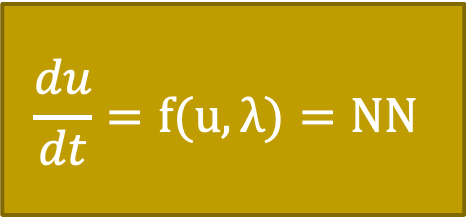 du/dt = f(u, λ) = NN